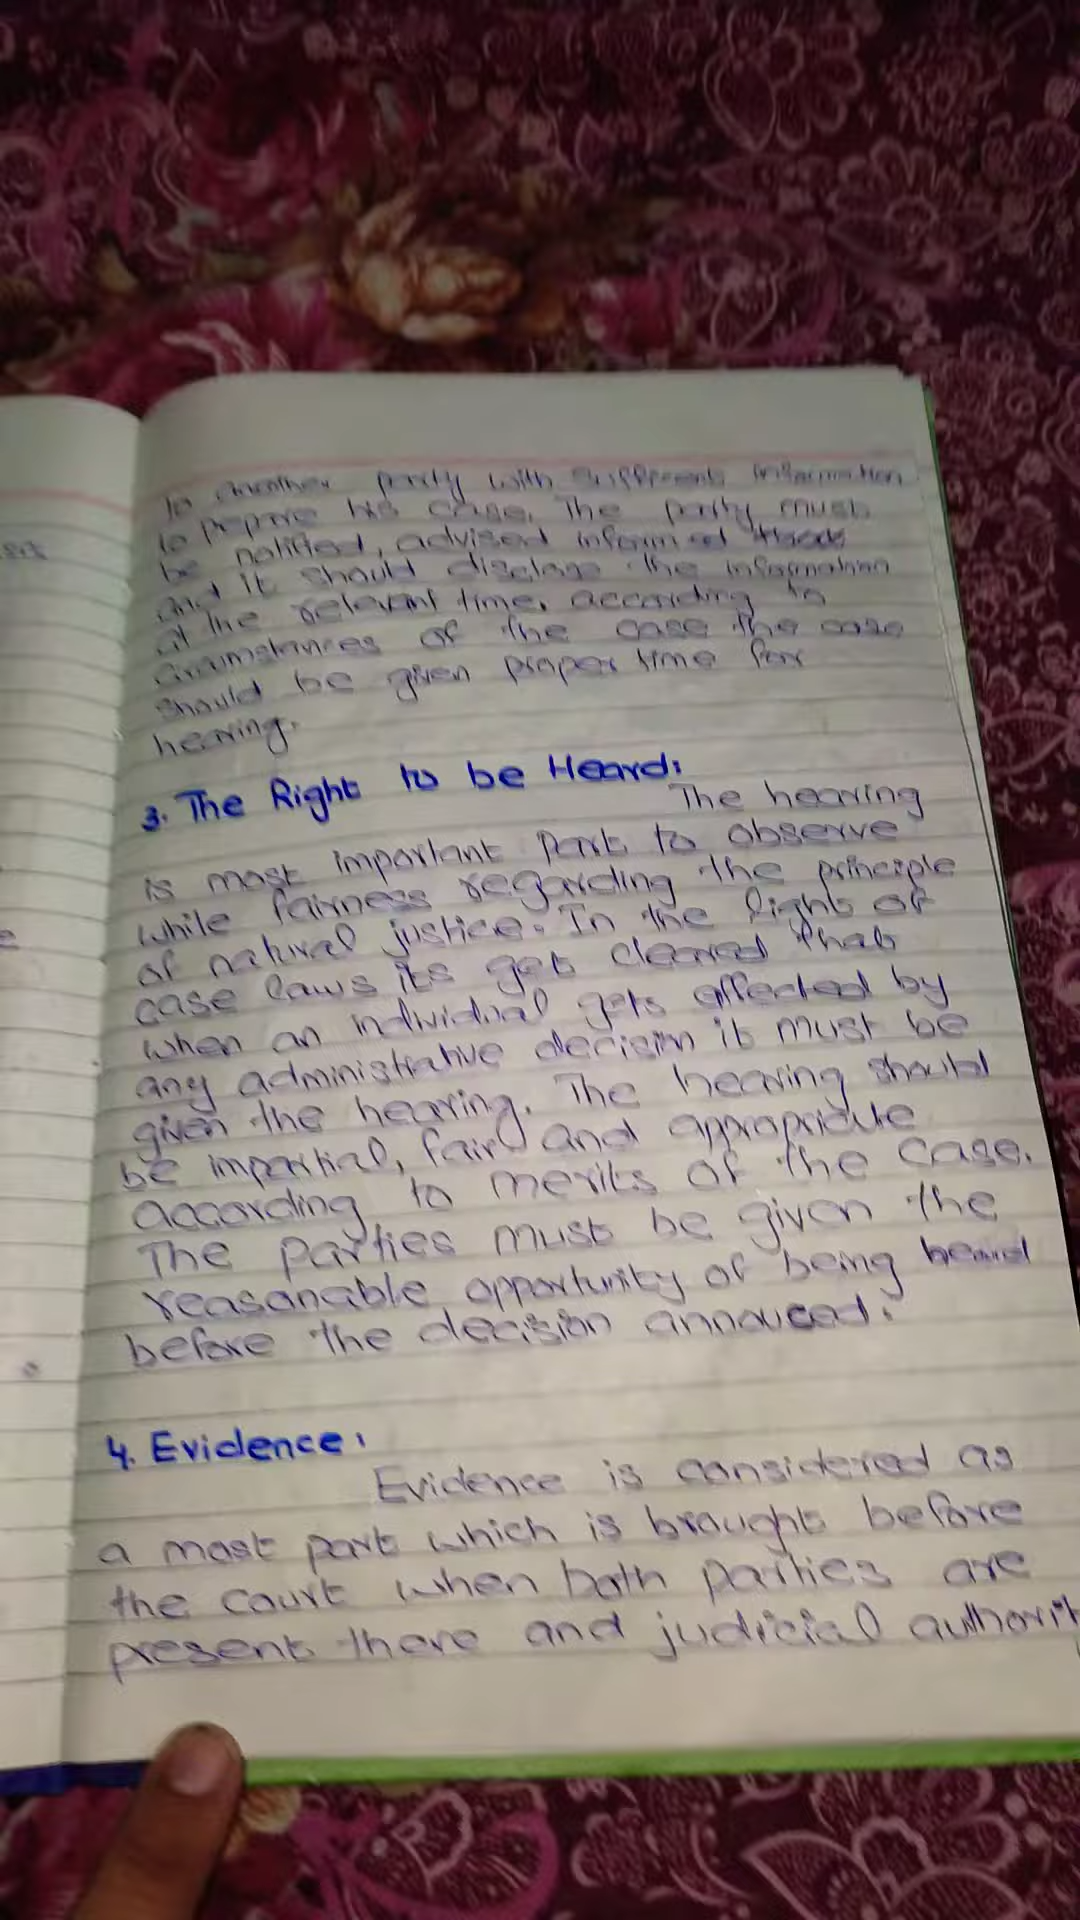 to another party with sufficient information
to prepare his case. The party must
be notified, advised informed
and it should disclose the information
at the relevant time. according to
circumstances of the case the case
should be given proper time for
hearing.
3. The Right to be Heard:
The hearing
is most important part to observe
while fairness regarding the principle
of natural justice. In the light of
case laws its gets cleared that
when an individual gets affected by
any administrative decision it must be
given the hearing. The hearing should
be impartial, fair and appropriate
according to merits of the case.
The parties must be given the
reasonable opportunity of being heard
before the decision annouced.
4. Evidence:
Evidence is considered as
a most part which is brought before
the court when both parties are
present there and judicial authorit